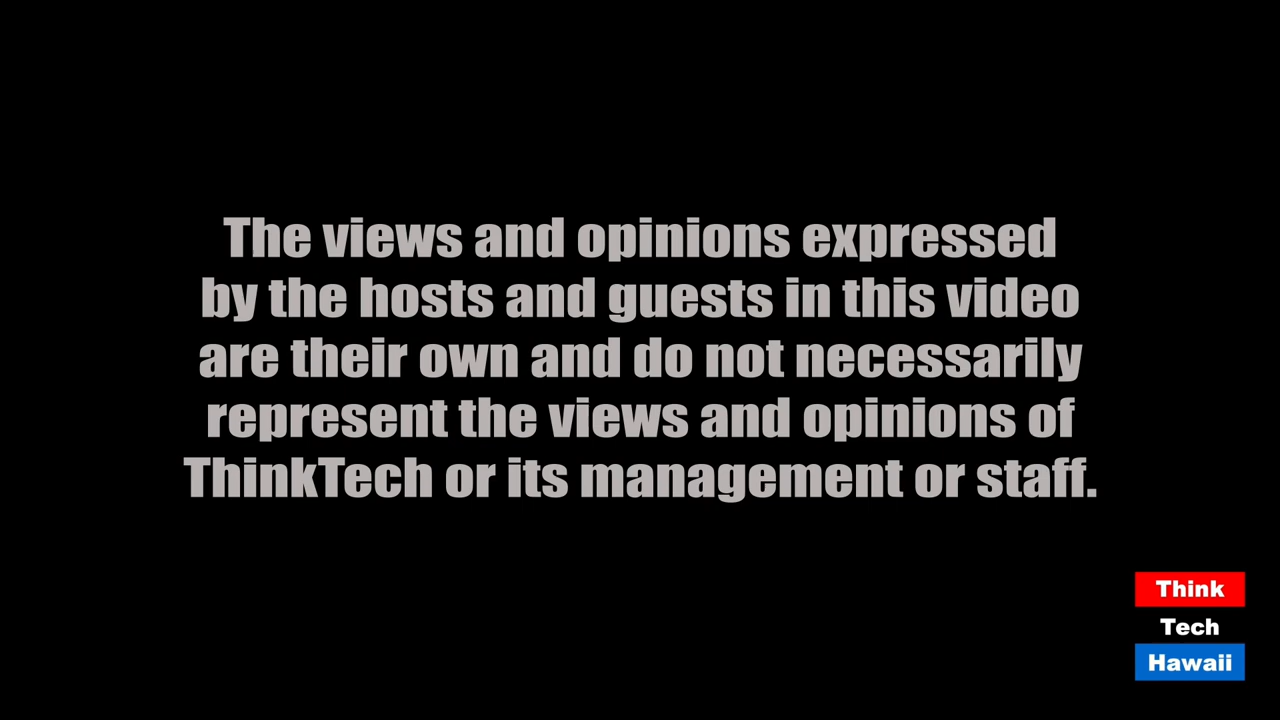 The views and opinions expressed
by the hosts and guests in this video
are their own and do not necessarily
represent the views and opinions of
ThinkTech or its management or staff.
Think
Tech
Hawaii